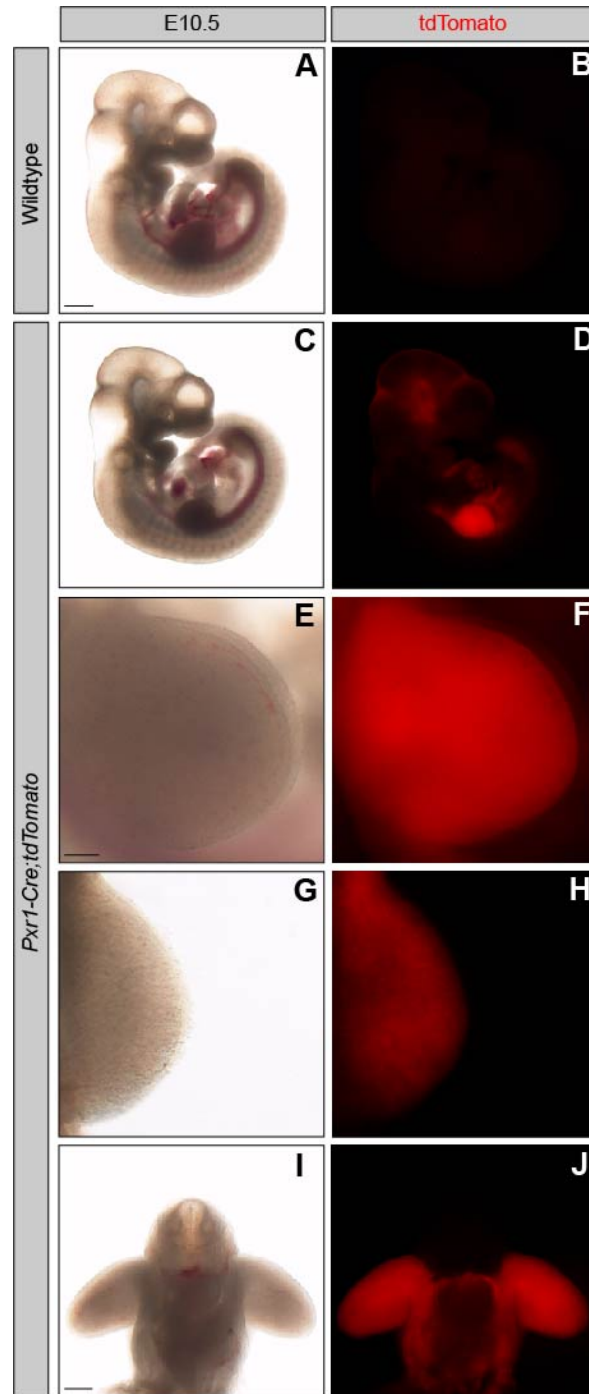 E10.5 tdTomato
Wildtype
A B
C D
Pxr1-Cre;tdTomato
E F
G H
I J